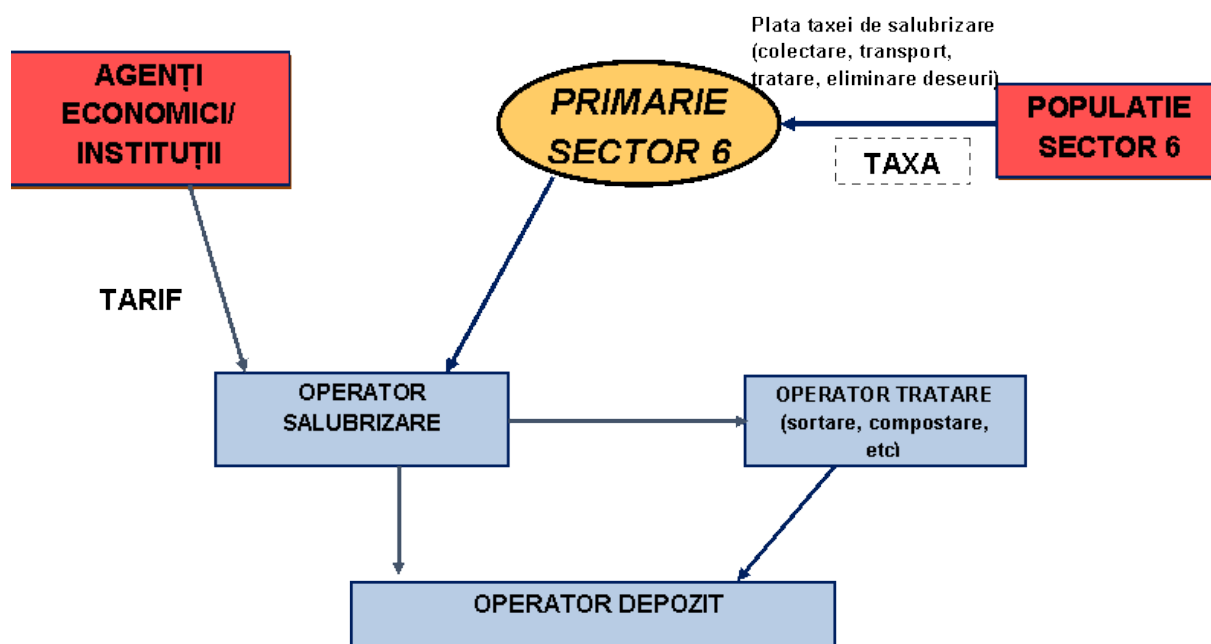 Plata taxei de salubrizare
(colectare, transport,
tratare, eliminare deseuri)
AGENȚI
ECONOMICI/
INSTITUȚII
PRIMARIE
SECTOR 6
POPULATIE
SECTOR 6
TAXA
TARIF
OPERATOR
SALUBRIZARE
OPERATOR TRATARE
(sortare, compostare,
etc)
OPERATOR DEPOZIT